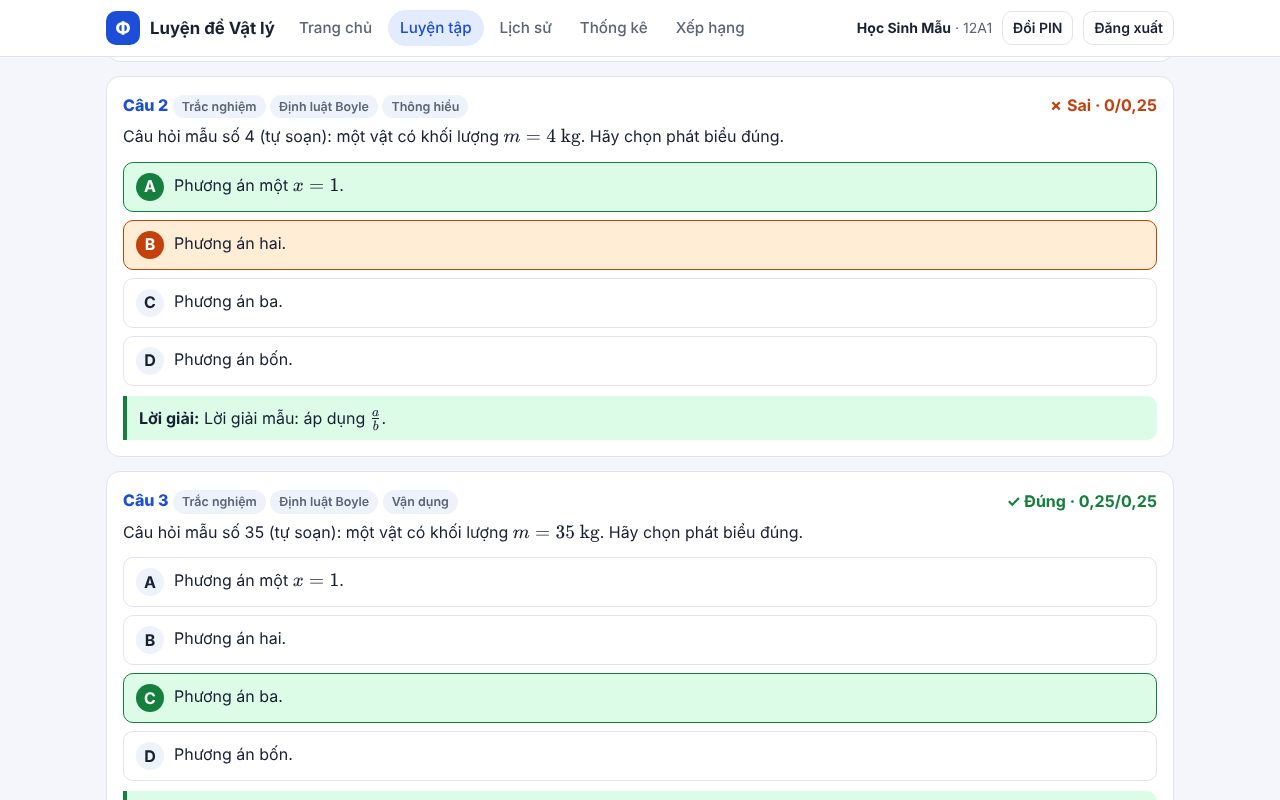 Φ Luyện đề Vật lý Trang chủ Luyện tập Lịch sử Thống kê Xếp hạng Học Sinh Mẫu · 12A1 Đổi PIN Đăng xuất
Câu 2 Trắc nghiệm Định luật Boyle Thông hiểu × Sai · 0/0,25
Câu hỏi mẫu số 4 (tự soạn): một vật có khối lượng m = 4 kg. Hãy chọn phát biểu đúng.
A Phương án một x = 1.
B Phương án hai.
C Phương án ba.
D Phương án bốn.
Lời giải: Lời giải mẫu: áp dụng a/b.
Câu 3 Trắc nghiệm Định luật Boyle Vận dụng ✓ Đúng · 0,25/0,25
Câu hỏi mẫu số 35 (tự soạn): một vật có khối lượng m = 35 kg. Hãy chọn phát biểu đúng.
A Phương án một x = 1.
B Phương án hai.
C Phương án ba.
D Phương án bốn.